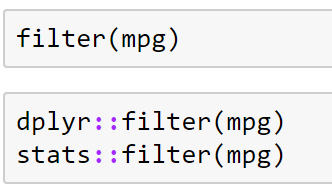 filter(mpg)
dplyr::filter(mpg)
stats::filter(mpg)